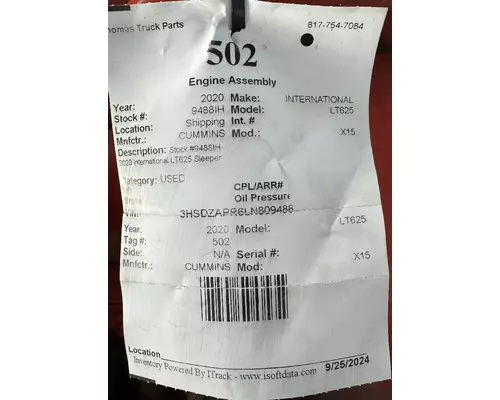 homas Truck Parts 817-754-7084
502
Engine Assembly
Year: 2020 Make: INTERNATIONAL
Stock #: 9488IH Model: LT625
Location: Shipping Int. #
Mnfctr.: CUMMINS Mod.: X15
Description: Stock #9488IH
2020 International LT625 Sleeper
Category: USED
CPL/ARR#
Oil Pressure
VIN: 3HSDZAPR6LN809488
Year: 2020 Model: LT625
Tag #: 502
Side: N/A Serial #:
Mnfctr.: CUMMINS Mod: X15
Location
Inventory Powered By ITrack - www.isoftdata.com 9/25/2024